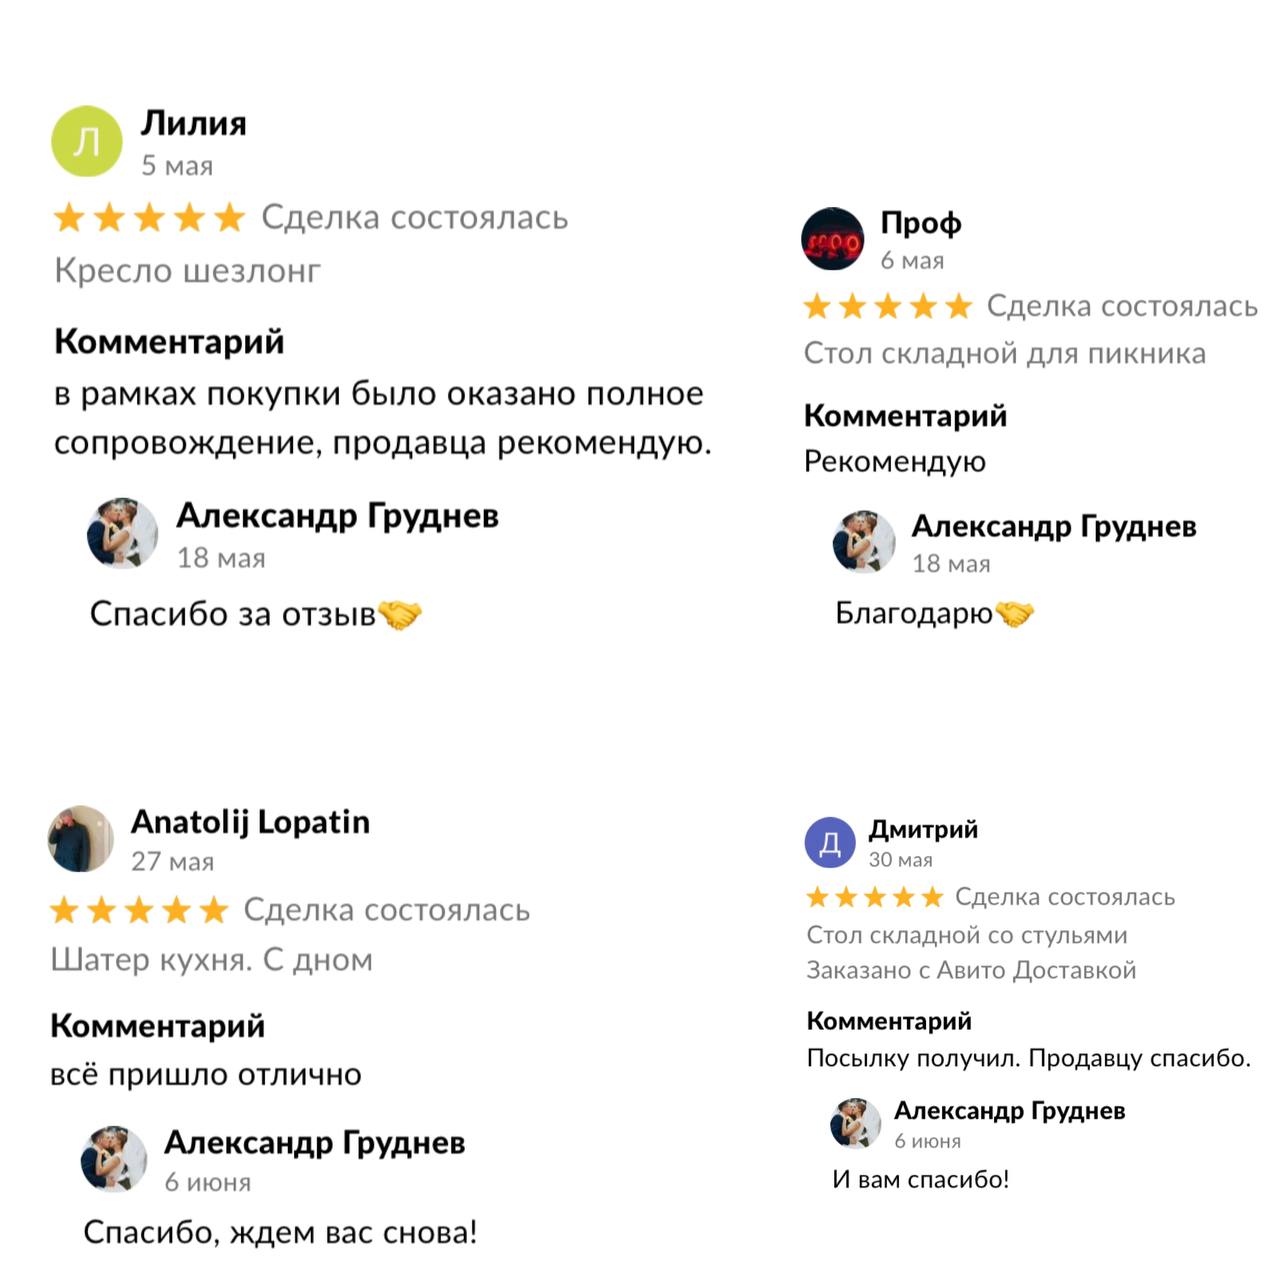 Л
Лилия
5 мая
Сделка состоялась
Кресло шезлонг
Комментарий
в рамках покупки было оказано полное
сопровождение, продавца рекомендую.
Александр Груднев
18 мая
Спасибо за отзыв🤝
Проф
6 мая
Сделка состоялась
Стол складной для пикника
Комментарий
Рекомендую
Александр Груднев
18 мая
Благодарю🤝
Anatolij Lopatin
27 мая
Сделка состоялась
Шатер кухня. С дном
Комментарий
всё пришло отлично
Александр Груднев
6 июня
Спасибо, ждем вас снова!
Д
Дмитрий
30 мая
Сделка состоялась
Стол складной со стульями
Заказано с Авито Доставкой
Комментарий
Посылку получил. Продавцу спасибо.
Александр Груднев
6 июня
И вам спасибо!